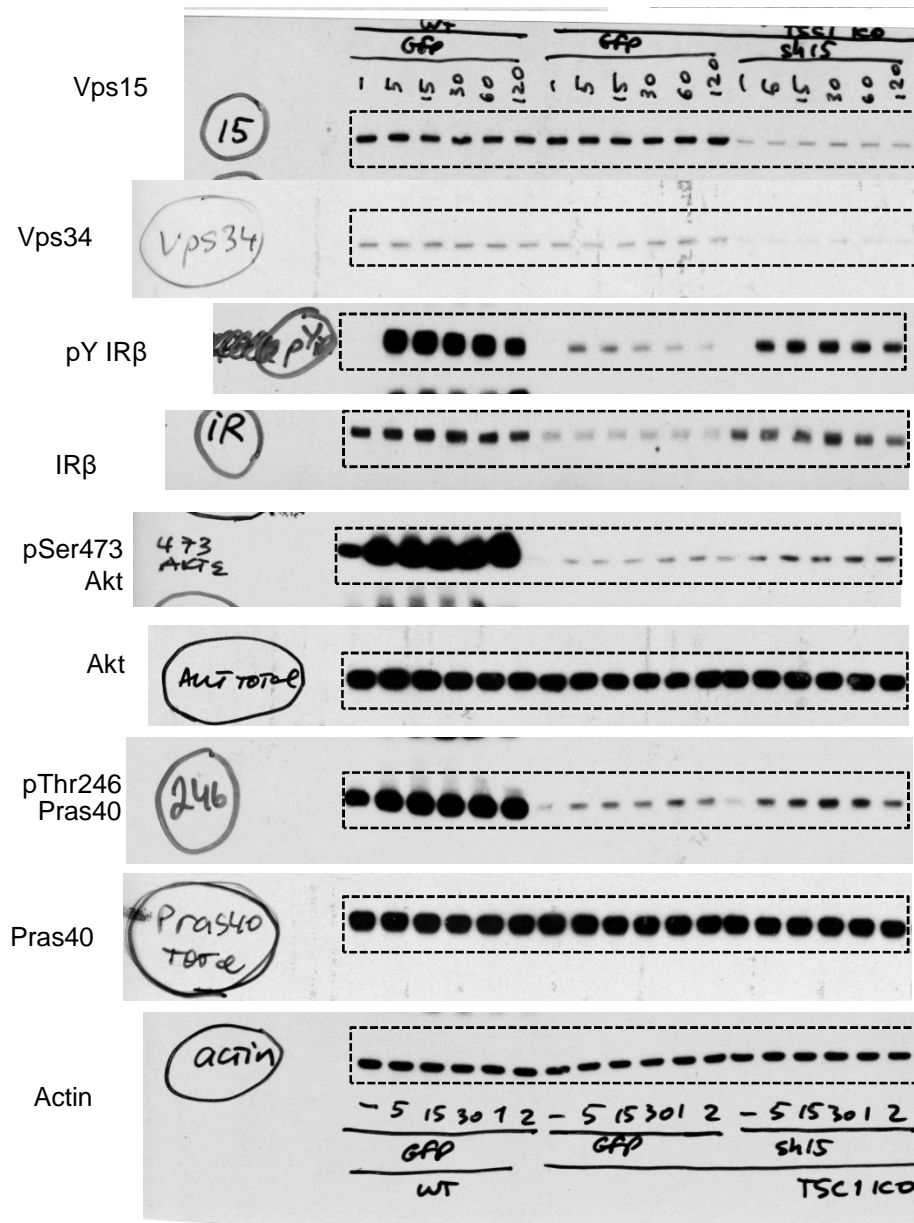 WT TSC1 KO
GFP GFP sh15
- 5 15 30 60 120 - 5 15 30 60 120 - 5 15 30 60 120
Vps15
15
Vps34
Vps34
pY IRβ
pY
IRβ
iR
pSer473
Akt
473
AKT
Akt
AKT TOTal
pThr246
Pras40
246
Pras40
Pras40
TOTal
Actin
actin
- 5 15 30 1 2 - 5 15 30 1 2 - 5 15 30 1 2
GFP GFP sh15
WT TSC1 KO